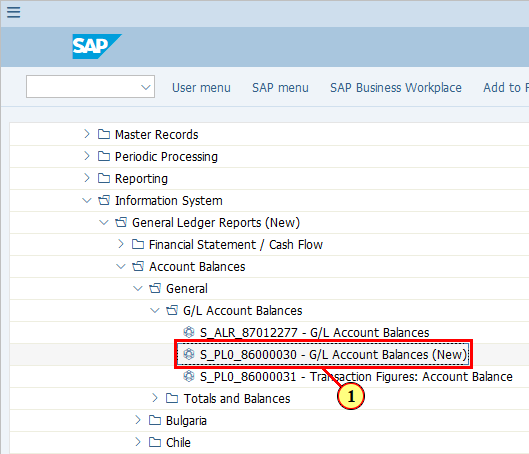 SAP
User menu SAP menu SAP Business Workplace Add to F
Master Records
Periodic Processing
Reporting
Information System
General Ledger Reports (New)
Financial Statement / Cash Flow
Account Balances
General
G/L Account Balances
S_ALR_87012277 - G/L Account Balances
S_PL0_86000030 - G/L Account Balances (New)
S_PL0_86000031 - Transaction Figures: Account Balance
1
Totals and Balances
Bulgaria
Chile